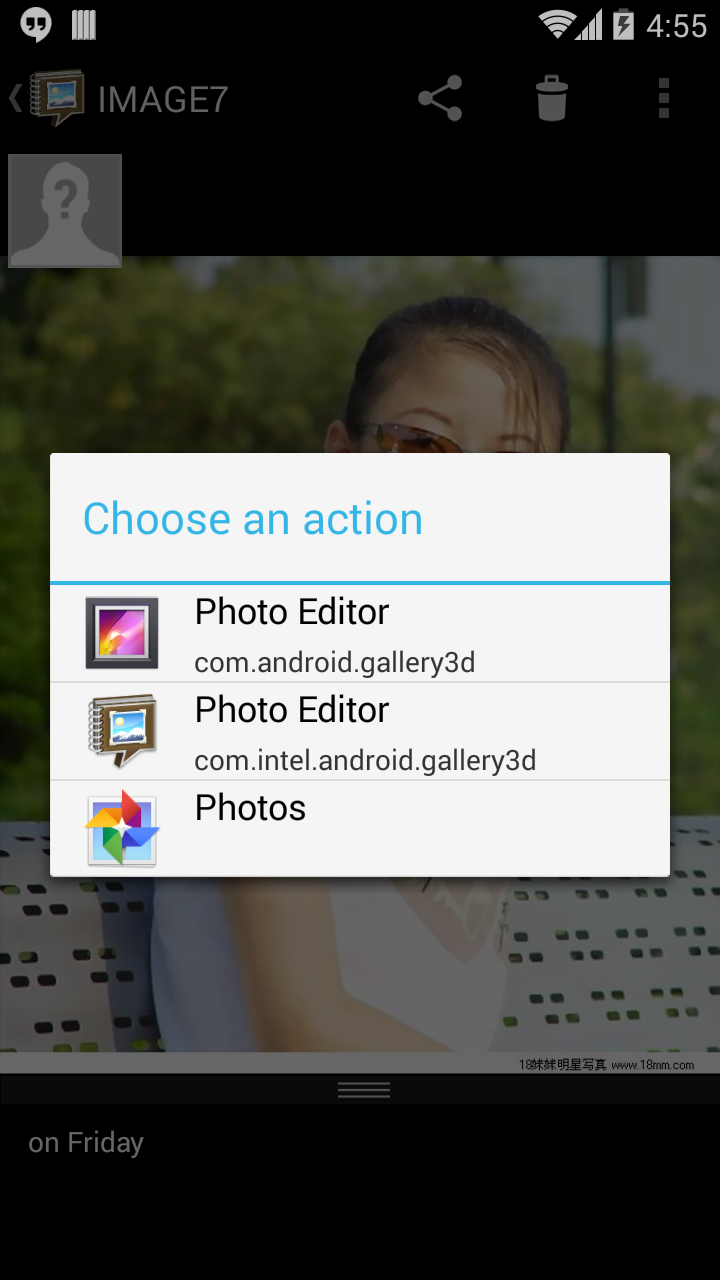 4:55
IMAGE7
Choose an action
Photo Editor
com.android.gallery3d
Photo Editor
com.intel.android.gallery3d
Photos
18妹妹明星写真 www.18mm.com
on Friday